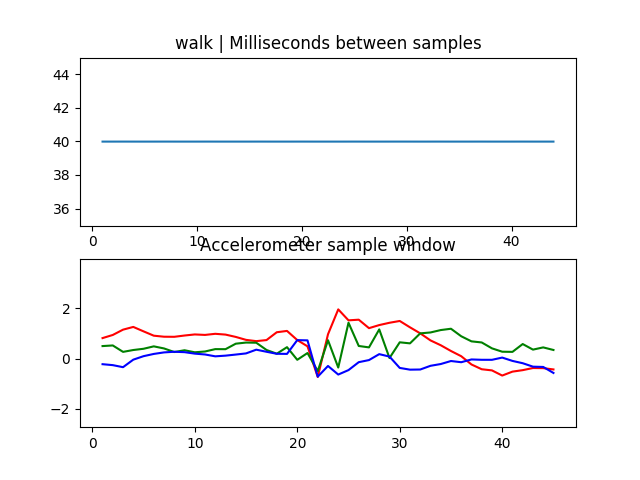 walk | Milliseconds between samples
44
42
40
38
36
0 10 20 30 40
Accelerometer sample window
2
0
−2
0 10 20 30 40